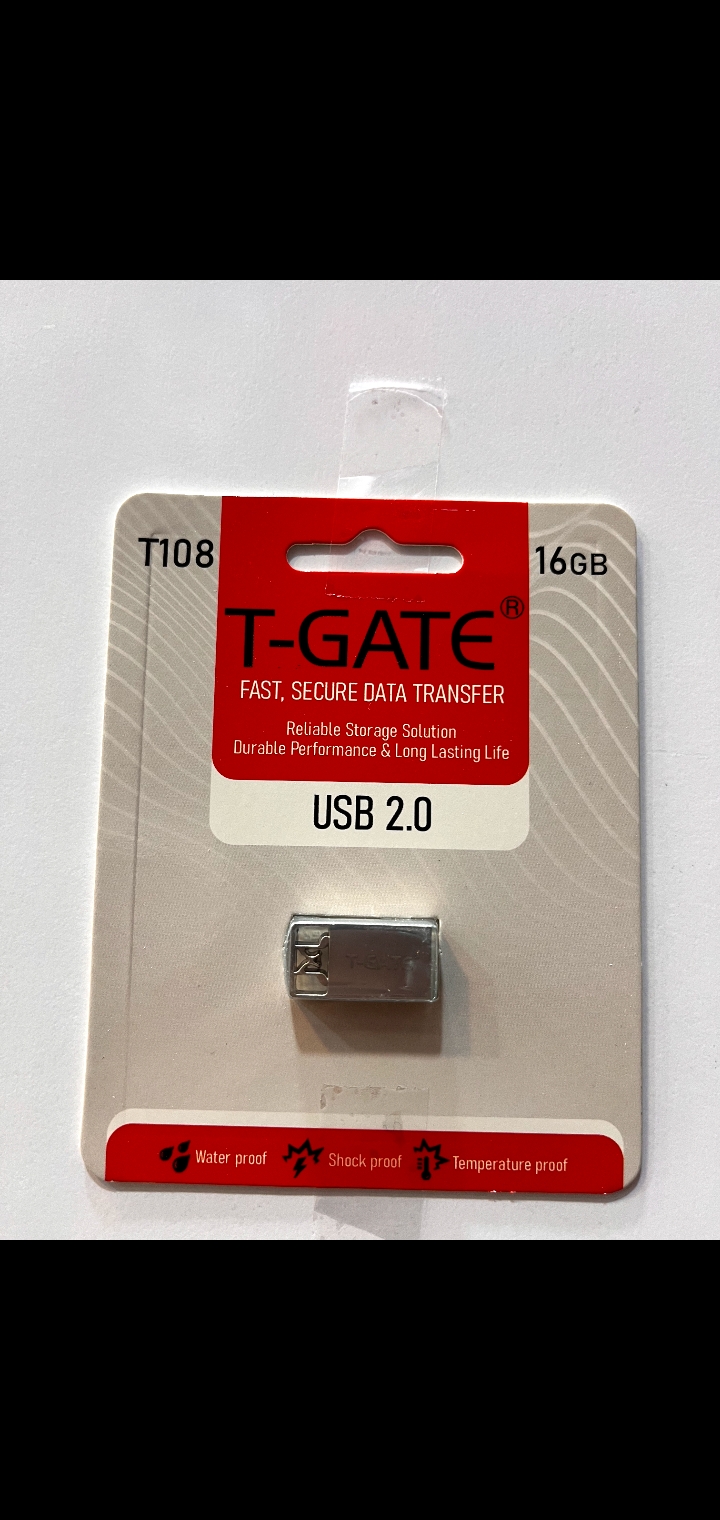 T108
16GB
T-GATE®
FAST, SECURE DATA TRANSFER
Reliable Storage Solution
Durable Performance & Long Lasting Life
USB 2.0
T-GATE
Water proof
Shock proof
Temperature proof